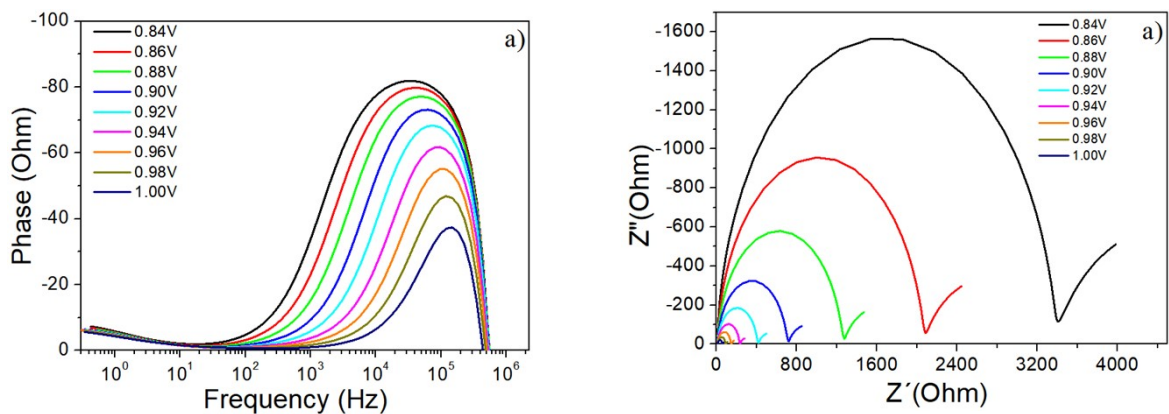 a)
0.84V
0.86V
0.88V
0.90V
0.92V
0.94V
0.96V
0.98V
1.00V
-100
-80
-60
-40
-20
0
Phase (Ohm)
10⁰ 10¹ 10² 10³ 10⁴ 10⁵ 10⁶
Frequency (Hz)
a)
0.84V
0.86V
0.88V
0.90V
0.92V
0.94V
0.96V
0.98V
1.00V
-1600
-1400
-1200
-1000
-800
-600
-400
-200
0
Z"(Ohm)
0 800 1600 2400 3200 4000
Z´(Ohm)